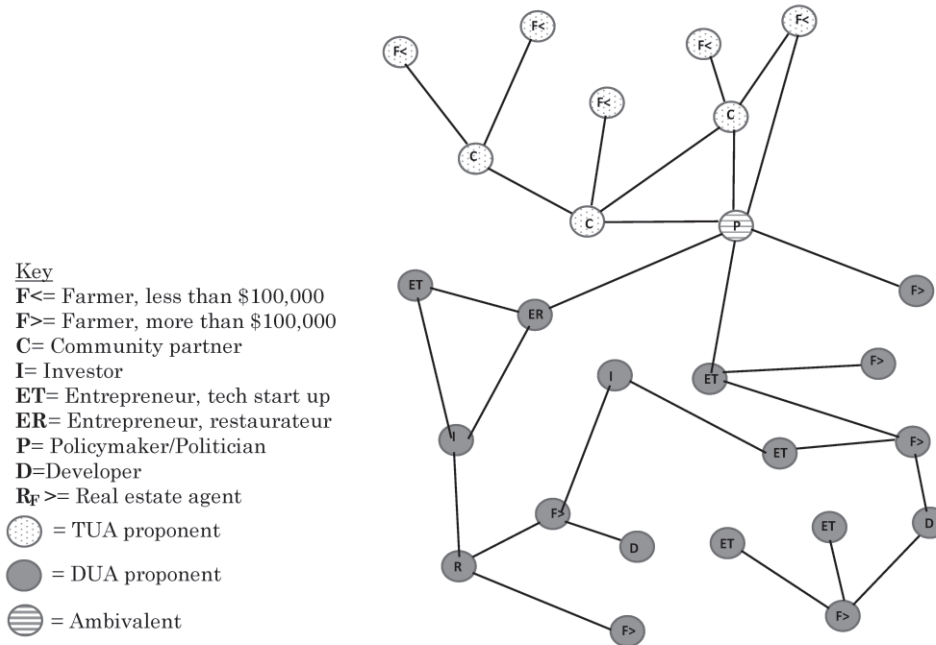 F<
F<
F<
F<
F<
C
C
C
P
Key
F<= Farmer, less than $100,000
F>= Farmer, more than $100,000
C= Community partner
I= Investor
ET= Entrepreneur, tech start up
ER= Entrepreneur, restaurateur
P= Policymaker/Politician
D=Developer
RF >= Real estate agent
= TUA proponent
= DUA proponent
= Ambivalent
ET
F>
ER
F>
I
ET
I
F>
ET
F>
D
ET
ET
D
R
F>
F>